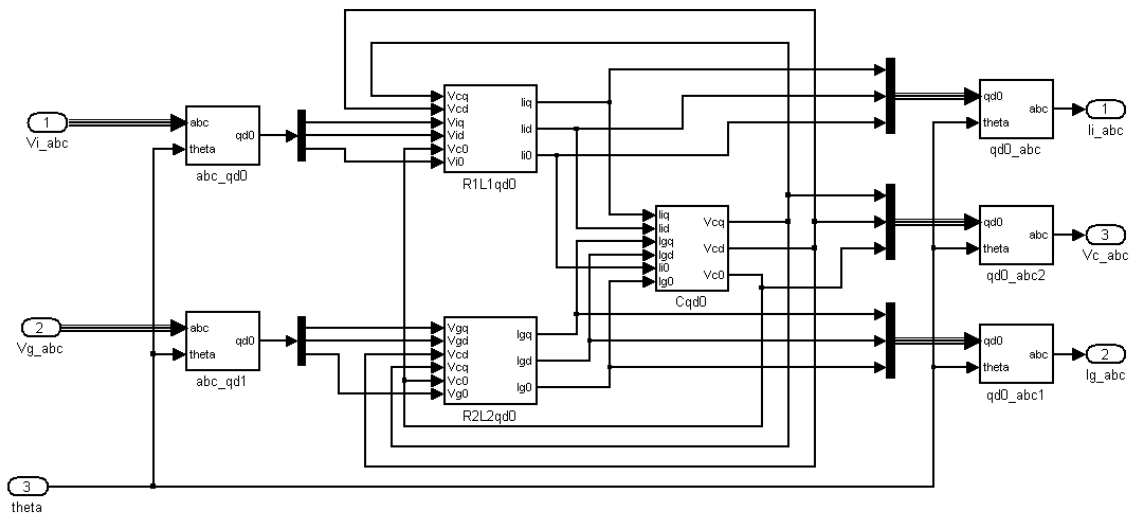 1
Vi_abc
abc
theta
qd0
abc_qd0
Vcq
Vcd
Viq
Vid
Vc0
Vi0
Iiq
Iid
Ii0
R1L1qd0
qd0
theta
abc
qd0_abc
1
Ii_abc
Iiq
Iid
Igq
Igd
Ii0
Ig0
Vcq
Vcd
Vc0
Cqd0
qd0
theta
abc
qd0_abc2
3
Vc_abc
2
Vg_abc
abc
theta
qd0
abc_qd1
Vgq
Vgd
Vcd
Vcq
Vc0
Vg0
Igq
Igd
Ig0
R2L2qd0
qd0
theta
abc
qd0_abc1
2
Ig_abc
3
theta